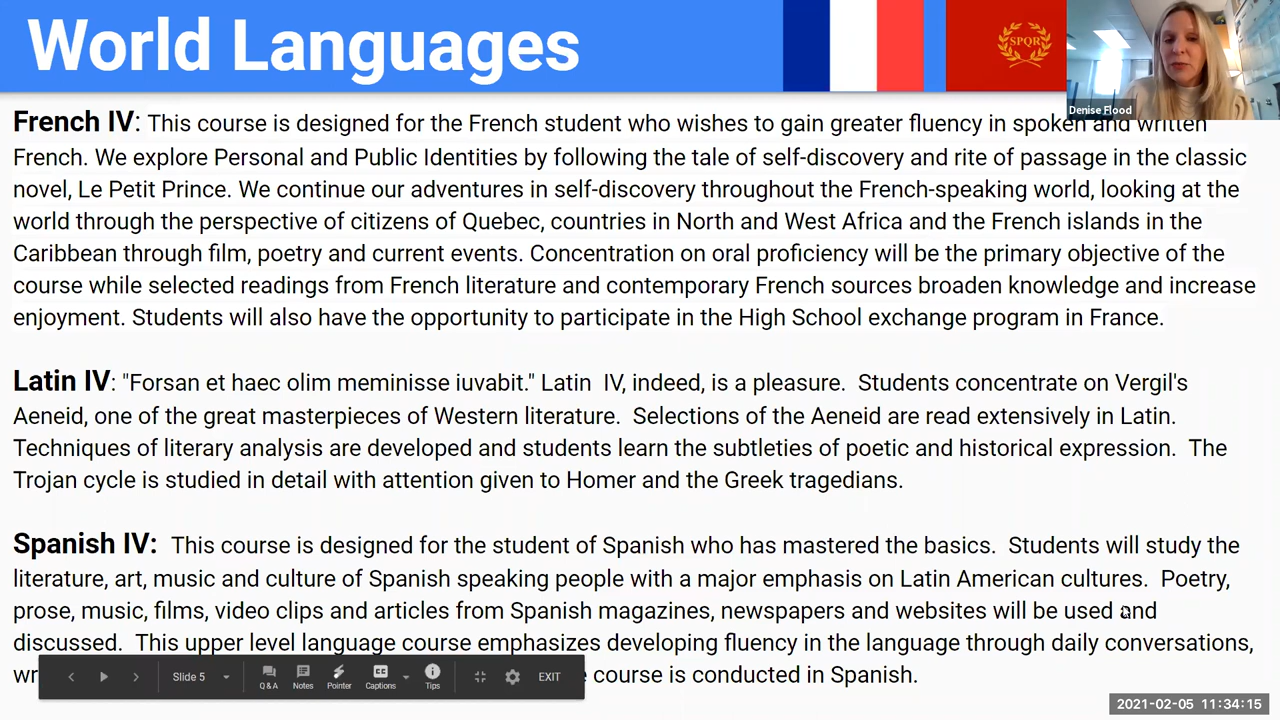 World Languages
SPQR
Denise Flood
French IV: This course is designed for the French student who wishes to gain greater fluency in spoken and written
French. We explore Personal and Public Identities by following the tale of self-discovery and rite of passage in the classic
novel, Le Petit Prince. We continue our adventures in self-discovery throughout the French-speaking world, looking at the
world through the perspective of citizens of Quebec, countries in North and West Africa and the French islands in the
Caribbean through film, poetry and current events. Concentration on oral proficiency will be the primary objective of the
course while selected readings from French literature and contemporary French sources broaden knowledge and increase
enjoyment. Students will also have the opportunity to participate in the High School exchange program in France.
Latin IV: "Forsan et haec olim meminisse iuvabit." Latin IV, indeed, is a pleasure. Students concentrate on Vergil's
Aeneid, one of the great masterpieces of Western literature. Selections of the Aeneid are read extensively in Latin.
Techniques of literary analysis are developed and students learn the subtleties of poetic and historical expression. The
Trojan cycle is studied in detail with attention given to Homer and the Greek tragedians.
Spanish IV: This course is designed for the student of Spanish who has mastered the basics. Students will study the
literature, art, music and culture of Spanish speaking people with a major emphasis on Latin American cultures. Poetry,
prose, music, films, video clips and articles from Spanish magazines, newspapers and websites will be used and
discussed. This upper level language course emphasizes developing fluency in the language through daily conversations,
course is conducted in Spanish.
Slide 5 Q & A Notes Pointer Captions Tips EXIT
2021-02-05 11:34:15